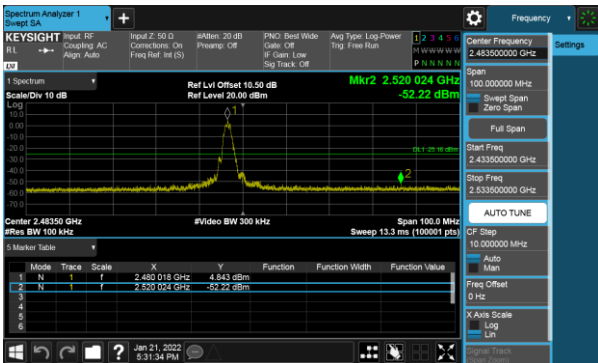 Spectrum Analyzer 1
Swept SA
+
Frequency
KEYSIGHT
Input: RF
Input Z: 50 Ω
#Atten: 20 dB
PNO: Best Wide
Avg Type: Log-Power
1 2 3 4 5 6
RL
Coupling: AC
Corrections: On
Preamp: Off
Gate: Off
Trig: Free Run
M W W W W W
Align: Auto
Freq Ref: Int (S)
IF Gain: Low
Sig Track: Off
P N N N N N
LXI
1 Spectrum
Ref Lvl Offset 10.50 dB
Mkr2 2.520 024 GHz
Scale/Div 10 dB
Ref Level 20.00 dBm
-52.22 dBm
Log
10.0
0.00
-10.0
-20.0
-30.0
-40.0
-50.0
-60.0
-70.0
1
DL1 -25.16 dBm
2
Center 2.48350 GHz
#Video BW 300 kHz
Span 100.0 MHz
#Res BW 100 kHz
Sweep 13.3 ms (100001 pts)
5 Marker Table
Mode Trace Scale X Y Function Function Width Function Value
1 N 1 f 2.480 018 GHz 4.843 dBm
2 N 1 f 2.520 024 GHz -52.22 dBm
3
4
5
6
?
Jan 21, 2022
5:31:34 PM
Center Frequency
2.483500000 GHz
Settings
Span
100.000000 MHz
Swept Span
Zero Span
Full Span
Start Freq
2.433500000 GHz
Stop Freq
2.533500000 GHz
AUTO TUNE
CF Step
10.000000 MHz
Auto
Man
Freq Offset
0 Hz
X Axis Scale
Log
Lin
Signal Track
(Span Zoom)